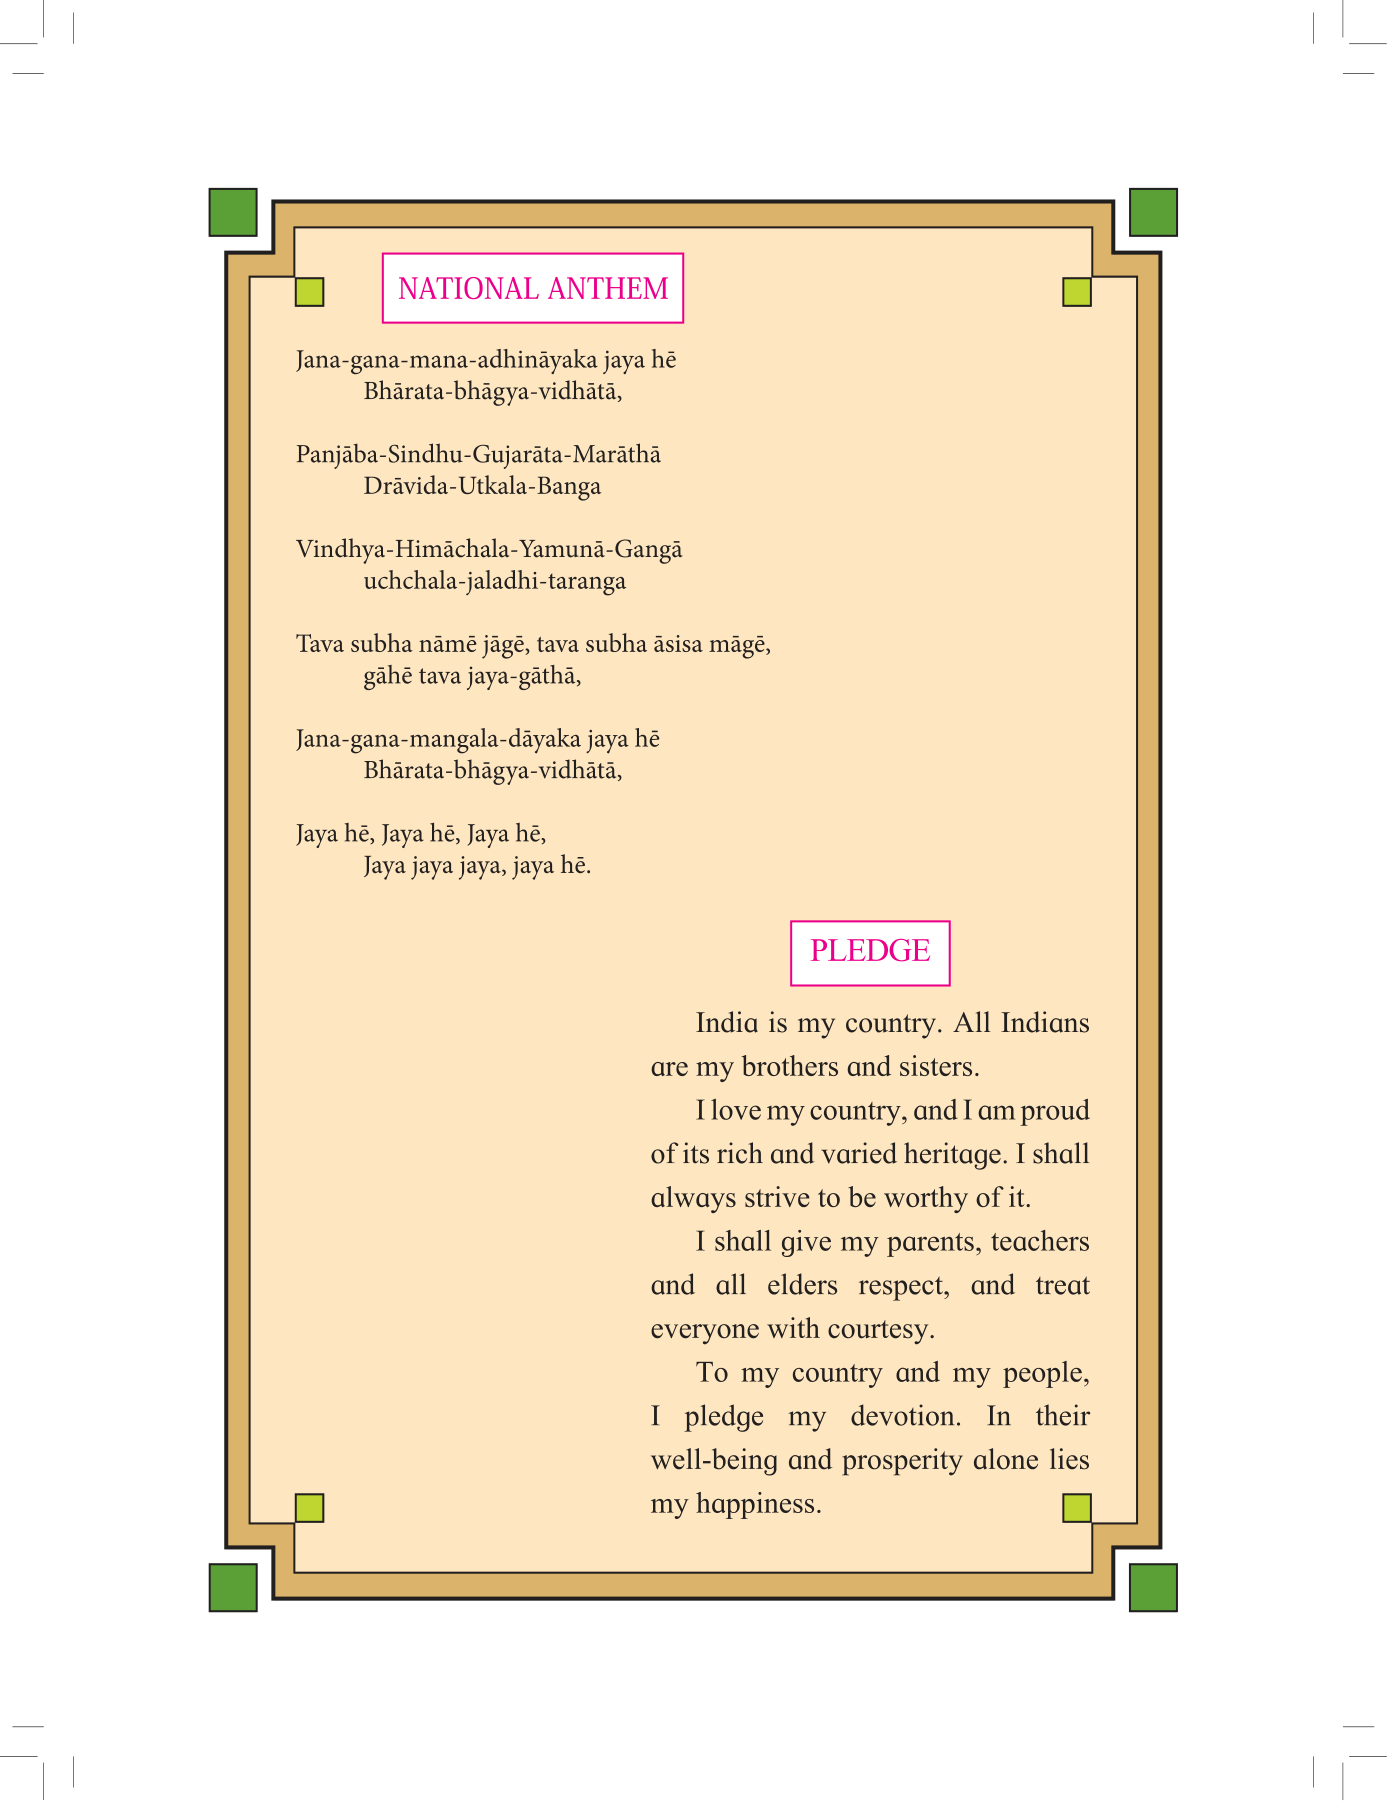 NATIONAL ANTHEM
Jana-gana-mana-adhināyaka jaya hē
Bhārata-bhāgya-vidhātā,
Panjāba-Sindhu-Gujarāta-Marāthā
Drāvida-Utkala-Banga
Vindhya-Himāchala-Yamunā-Gangā
uchchala-jaladhi-taranga
Tava subha nāmē jāgē, tava subha āsisa māgē,
gāhē tava jaya-gāthā,
Jana-gana-mangala-dāyaka jaya hē
Bhārata-bhāgya-vidhātā,
Jaya hē, Jaya hē, Jaya hē,
Jaya jaya jaya, jaya hē.
PLEDGE
India is my country. All Indians
are my brothers and sisters.
I love my country, and I am proud
of its rich and varied heritage. I shall
always strive to be worthy of it.
I shall give my parents, teachers
and all elders respect, and treat
everyone with courtesy.
To my country and my people,
I pledge my devotion. In their
well-being and prosperity alone lies
my happiness.